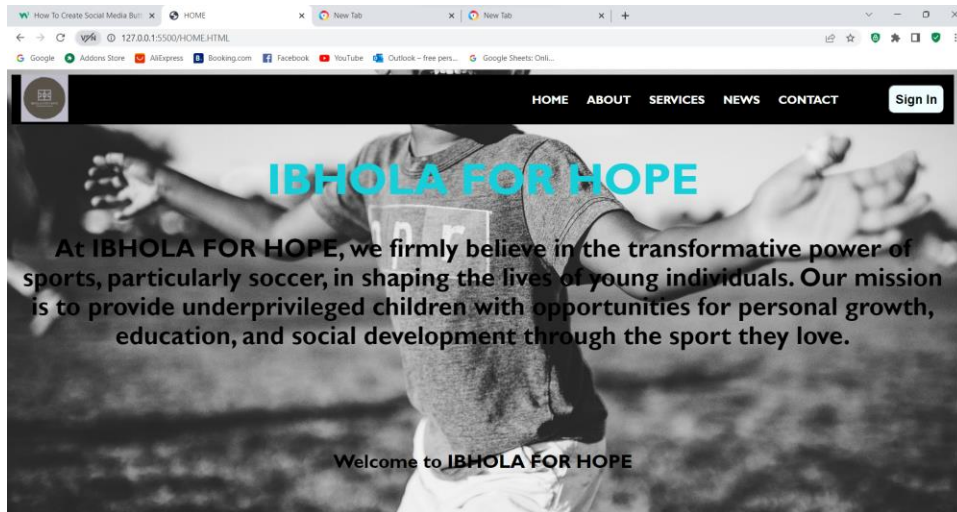 How To Create Social Media But
HOME
New Tab
New Tab
127.0.0.1:5500/HOME.HTML
Google
Addons Store
AliExpress
Booking.com
Facebook
YouTube
Outlook – free pers...
Google Sheets: Onli...
HOME ABOUT SERVICES NEWS CONTACT Sign In
IBHOLA FOR HOPE
At IBHOLA FOR HOPE, we firmly believe in the transformative power of
sports, particularly soccer, in shaping the lives of young individuals. Our mission
is to provide underprivileged children with opportunities for personal growth,
education, and social development through the sport they love.
Welcome to IBHOLA FOR HOPE